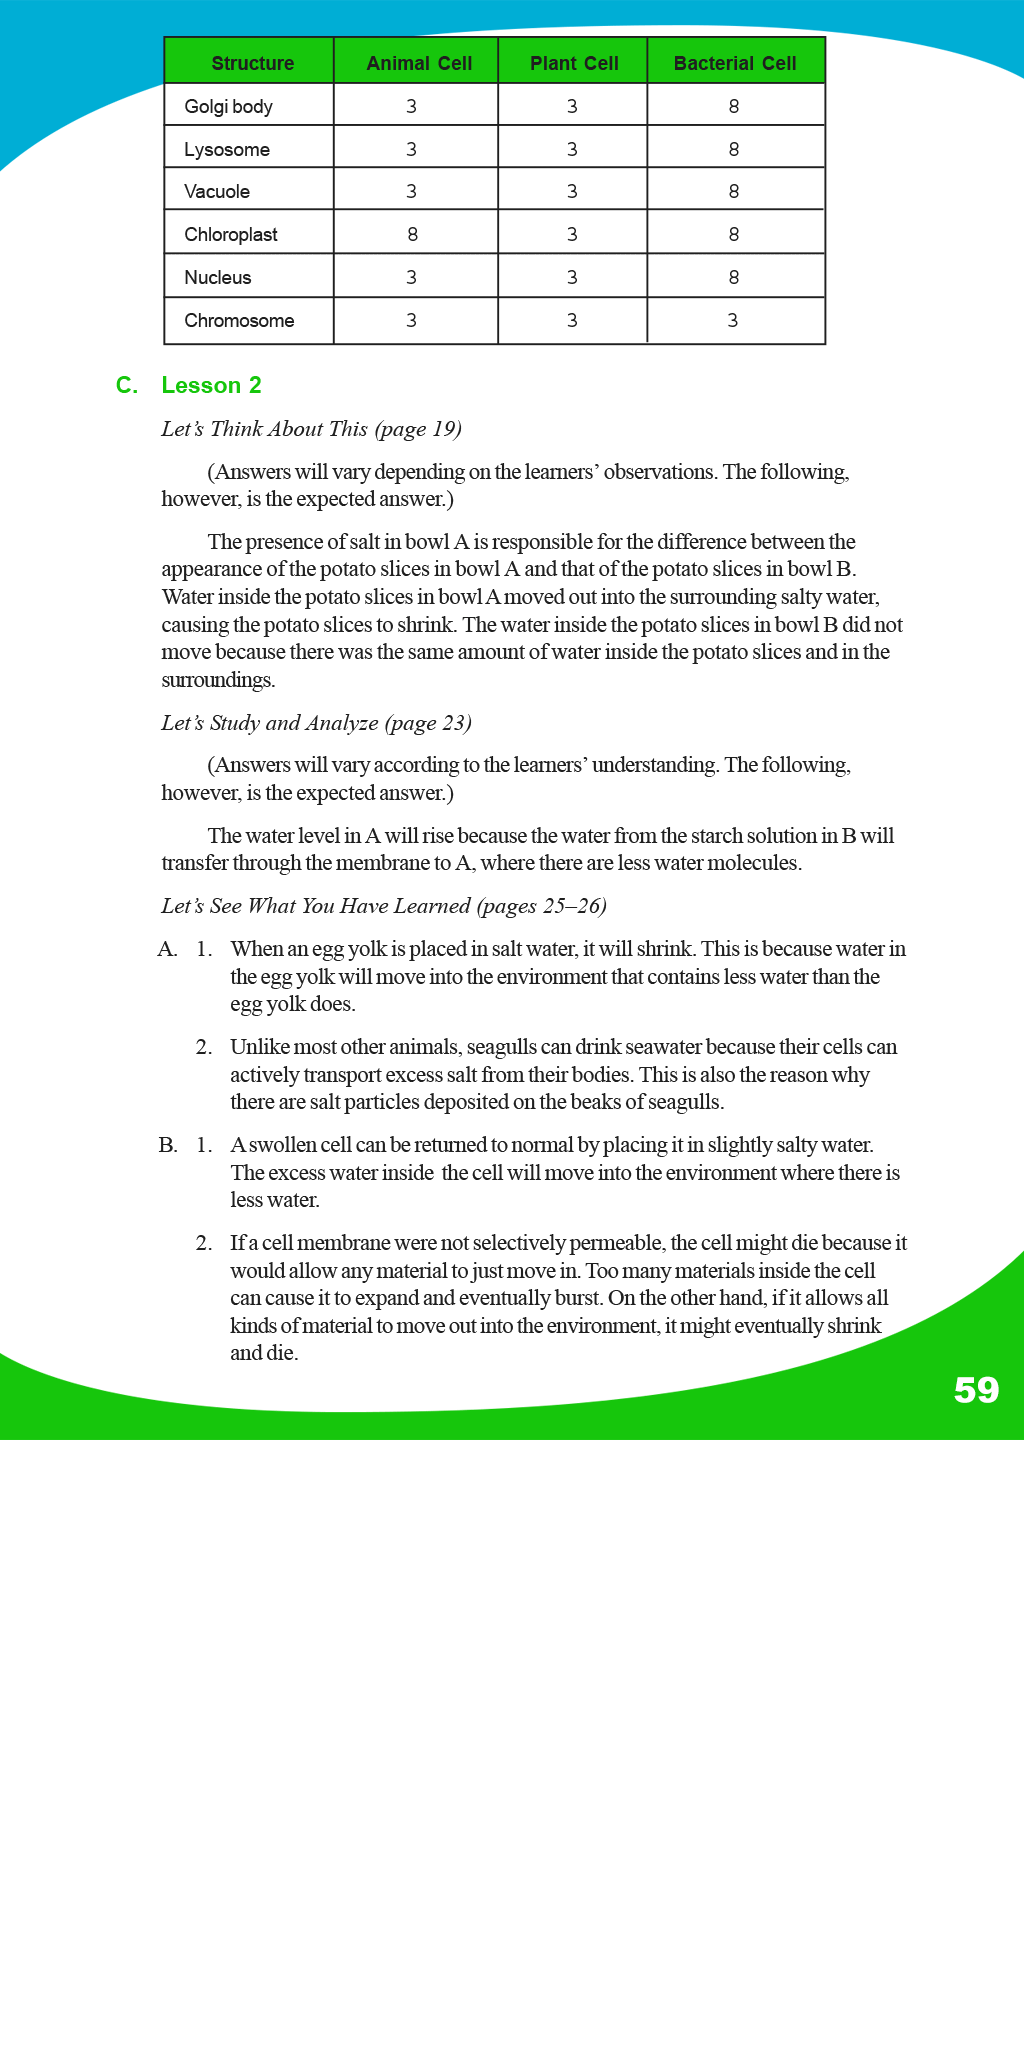 Structure Animal Cell Plant Cell Bacterial Cell
Golgi body 3 3 8
Lysosome 3 3 8
Vacuole 3 3 8
Chloroplast 8 3 8
Nucleus 3 3 8
Chromosome 3 3 3
C. Lesson 2
Let’s Think About This (page 19)
(Answers will vary depending on the learners’ observations. The following,
however, is the expected answer.)
The presence of salt in bowl A is responsible for the difference between the
appearance of the potato slices in bowl A and that of the potato slices in bowl B.
Water inside the potato slices in bowl A moved out into the surrounding salty water,
causing the potato slices to shrink. The water inside the potato slices in bowl B did not
move because there was the same amount of water inside the potato slices and in the
surroundings.
Let’s Study and Analyze (page 23)
(Answers will vary according to the learners’ understanding. The following,
however, is the expected answer.)
The water level in A will rise because the water from the starch solution in B will
transfer through the membrane to A, where there are less water molecules.
Let’s See What You Have Learned (pages 25–26)
A. 1. When an egg yolk is placed in salt water, it will shrink. This is because water in
the egg yolk will move into the environment that contains less water than the
egg yolk does.
2. Unlike most other animals, seagulls can drink seawater because their cells can
actively transport excess salt from their bodies. This is also the reason why
there are salt particles deposited on the beaks of seagulls.
B. 1. A swollen cell can be returned to normal by placing it in slightly salty water.
The excess water inside the cell will move into the environment where there is
less water.
2. If a cell membrane were not selectively permeable, the cell might die because it
would allow any material to just move in. Too many materials inside the cell
can cause it to expand and eventually burst. On the other hand, if it allows all
kinds of material to move out into the environment, it might eventually shrink
and die.
59